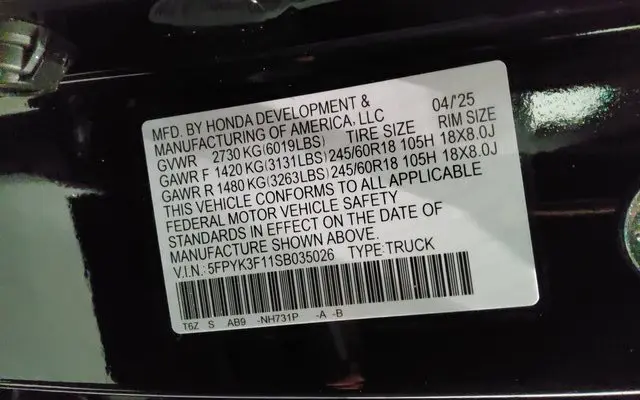 MFD. BY HONDA DEVELOPMENT & 04/'25
MANUFACTURING OF AMERICA, LLC
GVWR 2730 KG(6019LBS) TIRE SIZE RIM SIZE
GAWR F 1420 KG(3131LBS) 245/60R18 105H 18X8.0J
GAWR R 1480 KG(3263LBS) 245/60R18 105H 18X8.0J
THIS VEHICLE CONFORMS TO ALL APPLICABLE
FEDERAL MOTOR VEHICLE SAFETY
STANDARDS IN EFFECT ON THE DATE OF
MANUFACTURE SHOWN ABOVE.
V.I.N.: 5FPYK3F11SB035026 TYPE:TRUCK
T6Z S AB9 -NH731P -A -B